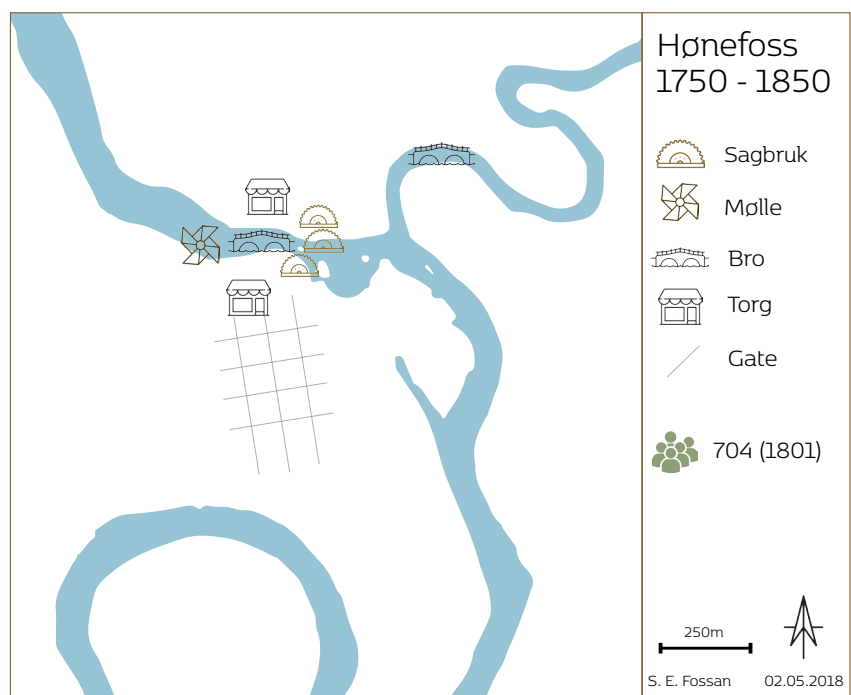 Hønefoss
1750 - 1850
Sagbruk
Mølle
Bro
Torg
Gate
704 (1801)
250m
S. E. Fossan 02.05.2018